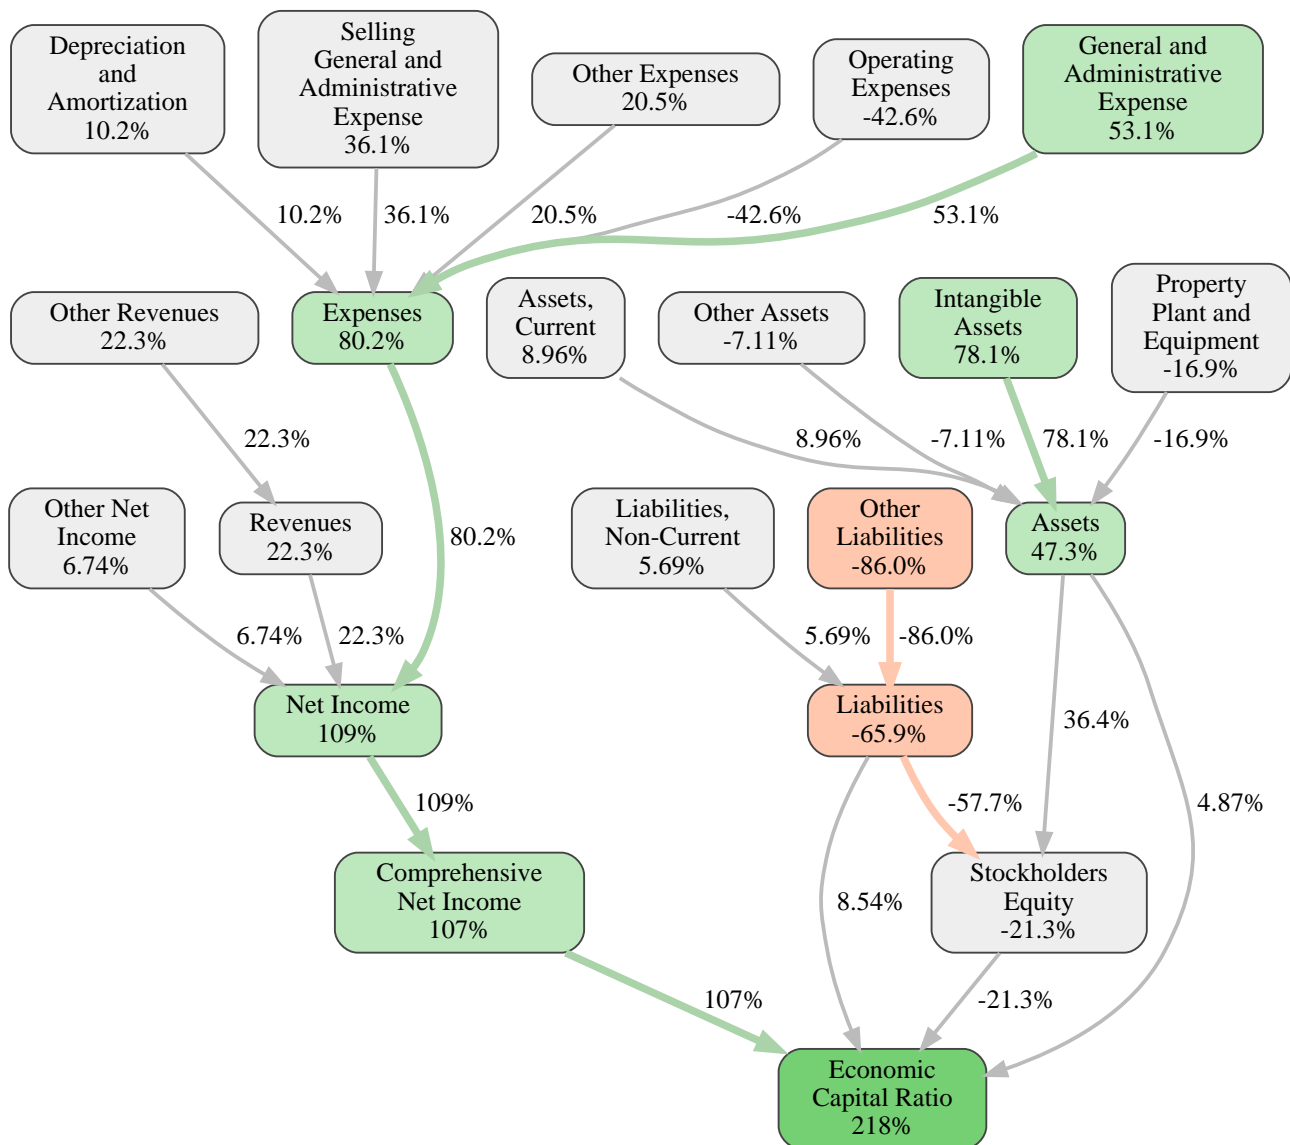 Depreciation
and
Amortization
10.2%
Selling
General and
Administrative
Expense
36.1%
Other Expenses
20.5%
Operating
Expenses
-42.6%
General and
Administrative
Expense
53.1%
10.2%
36.1%
20.5%
-42.6%
53.1%
Other Revenues
22.3%
Expenses
80.2%
Assets,
Current
8.96%
Other Assets
-7.11%
Intangible
Assets
78.1%
Property
Plant and
Equipment
-16.9%
22.3%
8.96%
-7.11%
78.1%
-16.9%
Other Net
Income
6.74%
Revenues
22.3%
80.2%
Liabilities,
Non-Current
5.69%
Other
Liabilities
-86.0%
Assets
47.3%
6.74%
22.3%
5.69%
-86.0%
Net Income
109%
Liabilities
-65.9%
36.4%
109%
-57.7%
4.87%
Comprehensive
Net Income
107%
8.54%
Stockholders
Equity
-21.3%
107%
-21.3%
Economic
Capital Ratio
218%